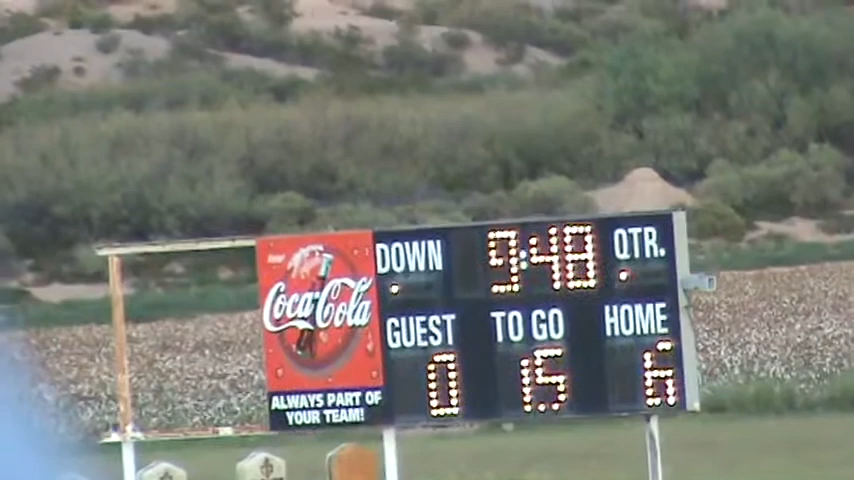 DOWN 9:48 QTR.
Coca-Cola
GUEST TO GO HOME
0 15 6
ALWAYS PART OF
YOUR TEAM!